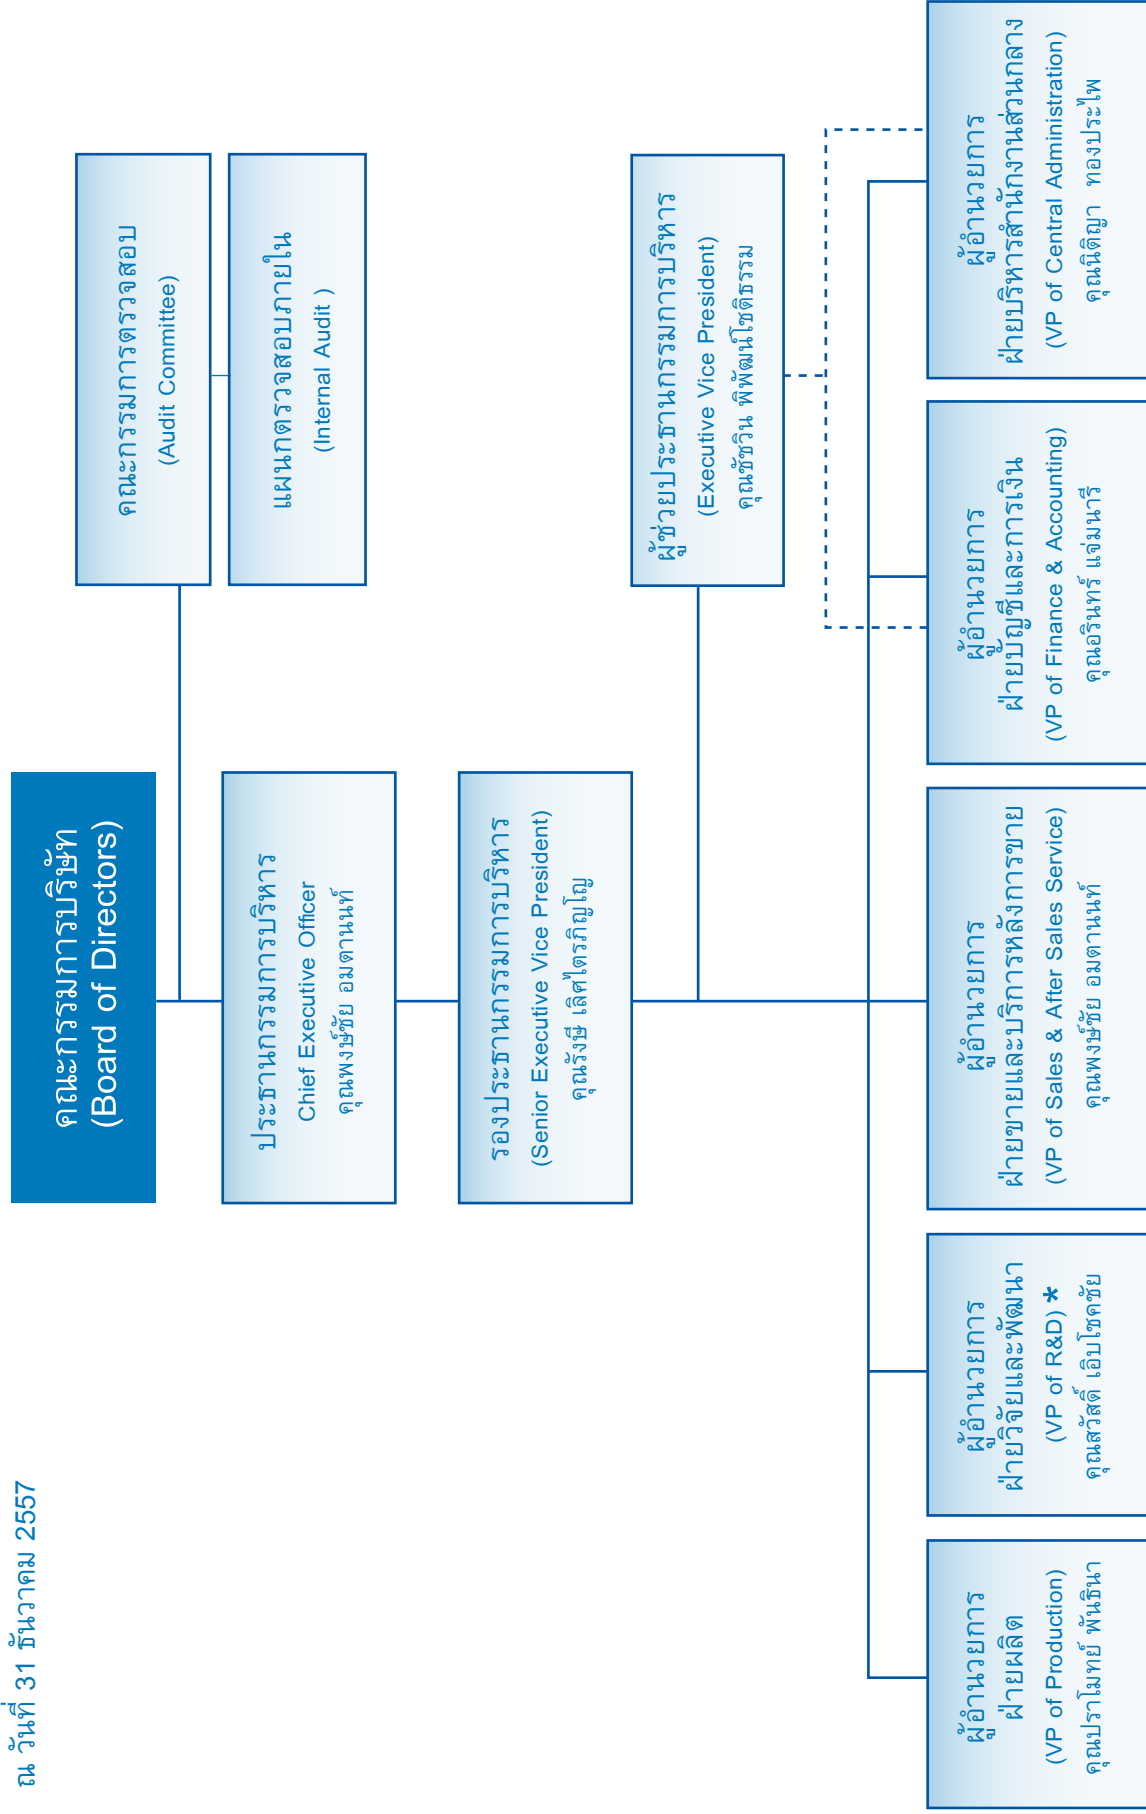 ณ วันที่ 31 ธันวาคม 2557
คณะกรรมการบริษัท
(Board of Directors)
คณะกรรมการตรวจสอบ
(Audit Committee)
แผนกตรวจสอบภายใน
(Internal Audit )
ประธานกรรมการบริหาร
Chief Executive Officer
คุณพงษ์ชัย อมตานนท์
รองประธานกรรมการบริหาร
(Senior Executive Vice President)
คุณรังษี เลิศไตรภิญโญ
ผู้ช่วยประธานกรรมการบริหาร
(Executive Vice President)
คุณชัชวิน พิพัฒน์โชติธรรม
ผู้อำนวยการ
ฝ่ายผลิต
(VP of Production)
คุณปราโมทย์ พันธินา
ผู้อำนวยการ
ฝ่ายวิจัยและพัฒนา
(VP of R&D) *
คุณสวัสดิ์ เอิบโชคชัย
ผู้อำนวยการ
ฝ่ายขายและบริการหลังการขาย
(VP of Sales & After Sales Service)
คุณพงษ์ชัย อมตานนท์
ผู้อำนวยการ
ฝ่ายบัญชีและการเงิน
(VP of Finance & Accounting)
คุณอรินทร์ แจ่มนารี
ผู้อำนวยการ
ฝ่ายบริหารสำนักงานส่วนกลาง
(VP of Central Administration)
คุณนิติญา ทองประไพ